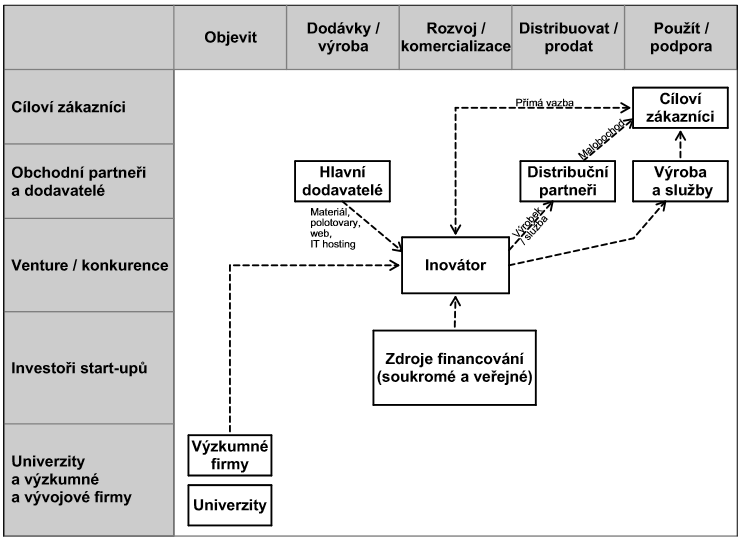 Objevit
Dodávky /
výroba
Rozvoj /
komercializace
Distribuovat /
prodat
Použít /
podpora
Cíloví zákazníci
Přímá vazba
Cíloví
zákazníci
Malobochod
Obchodní partneři
a dodavatelé
Hlavní
dodavatelé
Distribuční
partneři
Výroba
a služby
Materiál,
polotovary,
web,
IT hosting
Výrobek
/ služba
Venture / konkurence
Inovátor
Investoři start-upů
Zdroje financování
(soukromé a veřejné)
Univerzity
a výzkumné
a vývojové firmy
Výzkumné
firmy
Univerzity